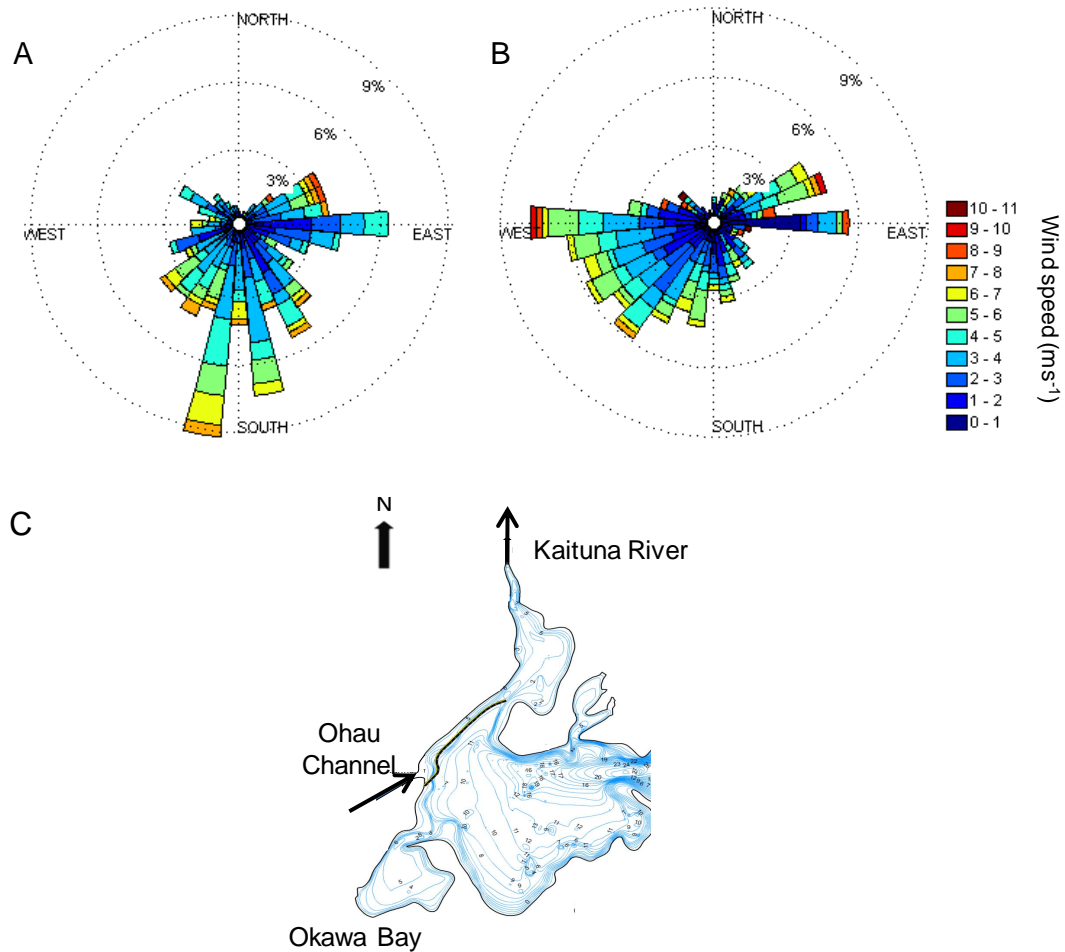 A
NORTH
9%
6%
3%
WEST
EAST
SOUTH
B
NORTH
9%
6%
3%
WES
EAST
SOUTH
10 - 11
9 - 10
8 - 9
7 - 8
6 - 7
5 - 6
4 - 5
3 - 4
2 - 3
1 - 2
0 - 1
Wind speed (ms⁻¹)
C
N
Kaituna River
Ohau
Channel
Okawa Bay